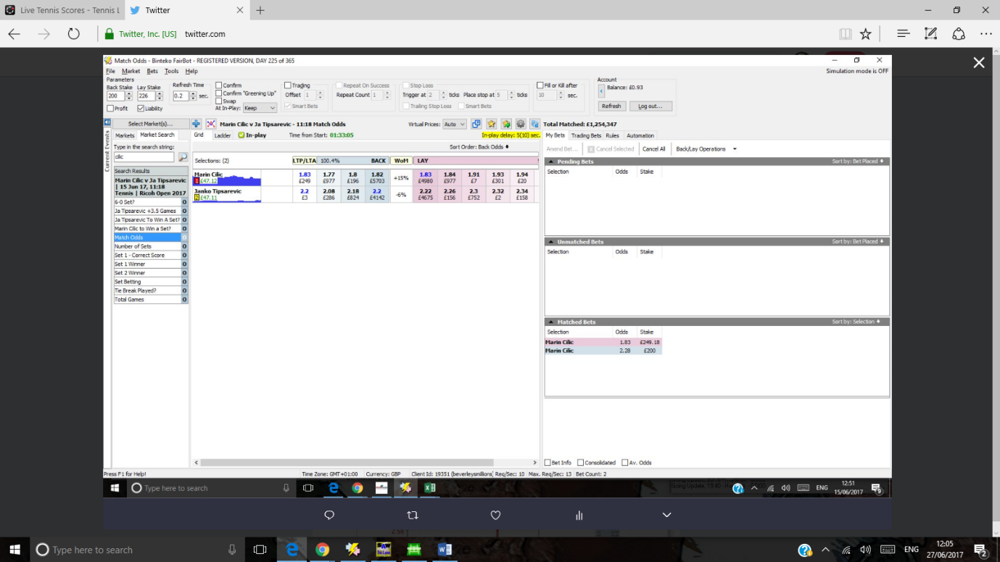 Live Tennis Scores - Tennis L
Twitter
Twitter, Inc. [US] twitter.com
Match Odds - Binteko FairBot - REGISTERED VERSION, DAY 225 of 365
File Market Bets Tools Help
Simulation mode is OFF
Parameters
Back Stake Lay Stake Refresh Time
200 226 0.2 sec.
Profit Liablity
Confirm
Confirm "Greening Up"
Swap
At In-Play: Keep
Trading
Offset 1
Smart Bets
Repeat On Success
Repeat Count 1
Stop Loss
Trigger at 2 ticks Place stop at 5 ticks
Trailing Stop Loss Smart Bets
Fill or Kill after
10 sec.
Account
Balance: £0.93
Refresh Log out...
Current Events
Select Market(s)...
Marin Cilic v Ja Tipsarevic - 11:18 Match Odds
Virtual Prices: Auto
Total Matched: £1,254,347
Markets Market Search
Grid Ladder In-play Time from Start: 01:33:05 In-play delay: 5(10) sec.
My Bets Trading Bets Rules Automation
Type in the search string:
cilic
Sort Order: Back Odds
Selections: (2) LTP/LTA 100.4% BACK WoM LAY
Marin Cilic 1.83 1.77 1.8 1.82 +15% 1.83 1.84 1.91 1.93 1.94
1 £47.12 £249 £977 £196 £5703 £4980 £977 £7 £301 £20
Janko Tipsarevic 2.2 2.08 2.18 2.2 -6% 2.22 2.26 2.3 2.32 2.34
2 £47.11 £3 £286 £824 £4142 £4675 £156 £752 £2 £158
Search Results
Marin Cilic v Ja Tipsarevic
| 15 Jun 17, 11:18
Tennis | Ricoh Open 2017
6-0 Set? 0
Ja Tipsarevic +3.5 Games 0
Ja Tipsarevic To Win A Set? 0
Marin Cilic to Win a Set? 0
Match Odds 0
Number of Sets 0
Set 1 - Correct Score 0
Set 1 Winner 0
Set 2 Winner 0
Set Betting 0
Tie Break Played? 0
Total Games 0
Amend Bet... Cancel Selected Cancel All Back/Lay Operations
Pending Bets Sort by: Bet Placed
Selection Odds Stake
Unmatched Bets Sort by: Bet Placed
Selection Odds Stake
Matched Bets Sort by: Selection
Selection Odds Stake
Marin Cilic 1.83 £249.18
Marin Cilic 2.28 £200
Bet Info Consolidated Av. Odds
Press F1 for Help! Time Zone: GMT+01:00 Currency: GBP Client Id: 19351 (beverleysmillions) Req/Sec: 10 Max. Req/Sec: 13 Bet Count: 2
Type here to search
ENG
12:51
15/06/2017
9
Type here to search
ENG
12:05
27/06/2017
2